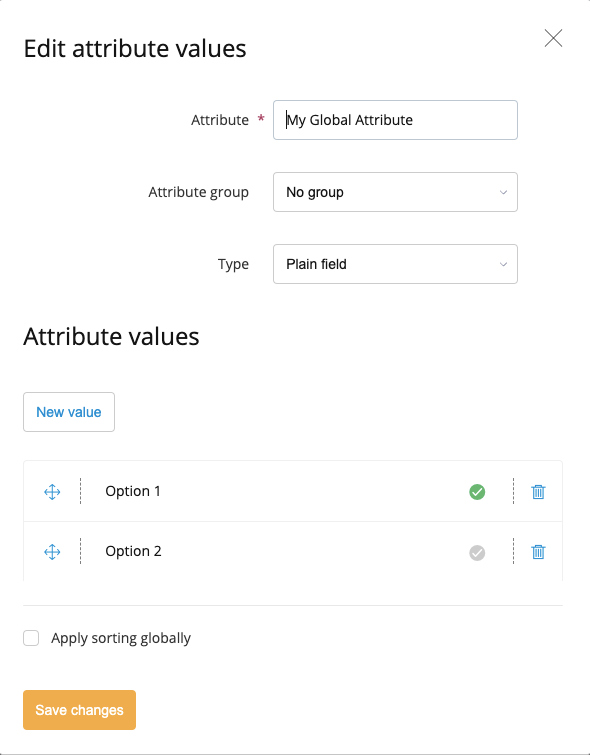 Edit attribute values
Attribute * My Global Attribute
Attribute group No group
Type Plain field
Attribute values
New value
Option 1
Option 2
Apply sorting globally
Save changes